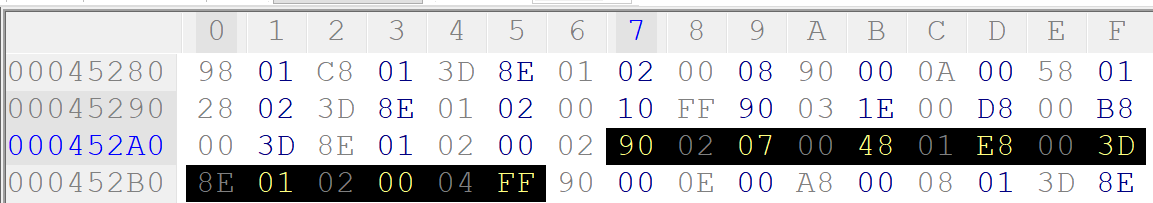 0 1 2 3 4 5 6 7 8 9 A B C D E F
00045280 98 01 C8 01 3D 8E 01 02 00 08 90 00 0A 00 58 01
00045290 28 02 3D 8E 01 02 00 10 FF 90 03 1E 00 D8 00 B8
000452A0 00 3D 8E 01 02 00 02 90 02 07 00 48 01 E8 00 3D
000452B0 8E 01 02 00 04 FF 90 00 0E 00 A8 00 08 01 3D 8E